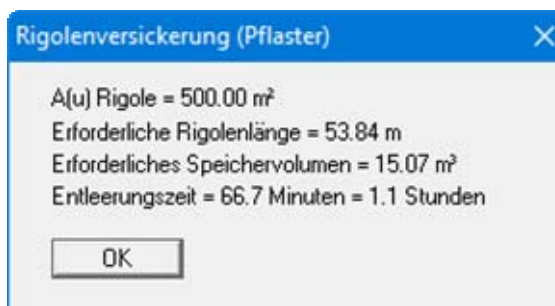 Rigolenversickerung (Pflaster)
A(u) Rigole = 500.00 m²
Erforderliche Rigolenlänge = 53.84 m
Erforderliches Speichervolumen = 15.07 m³
Entleerungszeit = 66.7 Minuten = 1.1 Stunden
OK